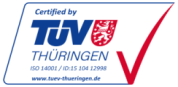 Certified by
TÜV
THÜRINGEN
ISO 14001 / ID:15 104 12998
www.tuev-thueringen.de